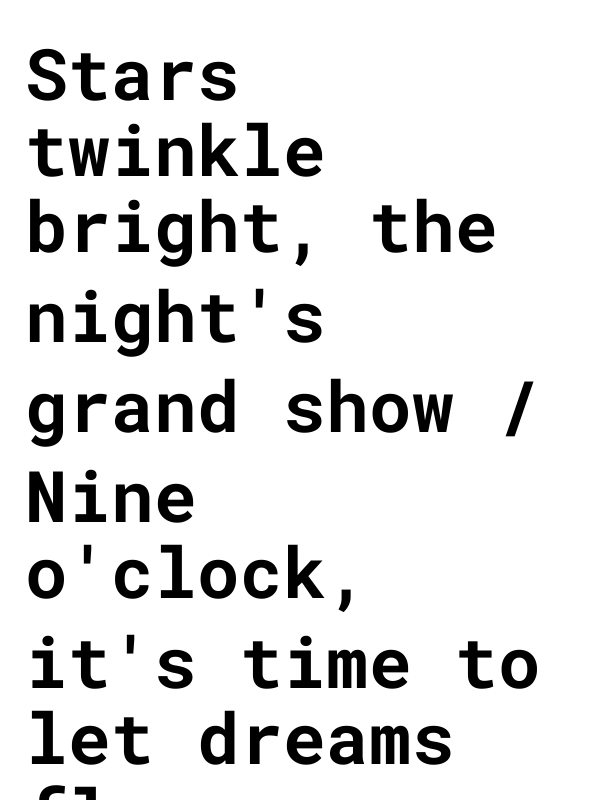 Stars
twinkle
bright, the
night's
grand show /
Nine
o'clock,
it's time to
let dreams